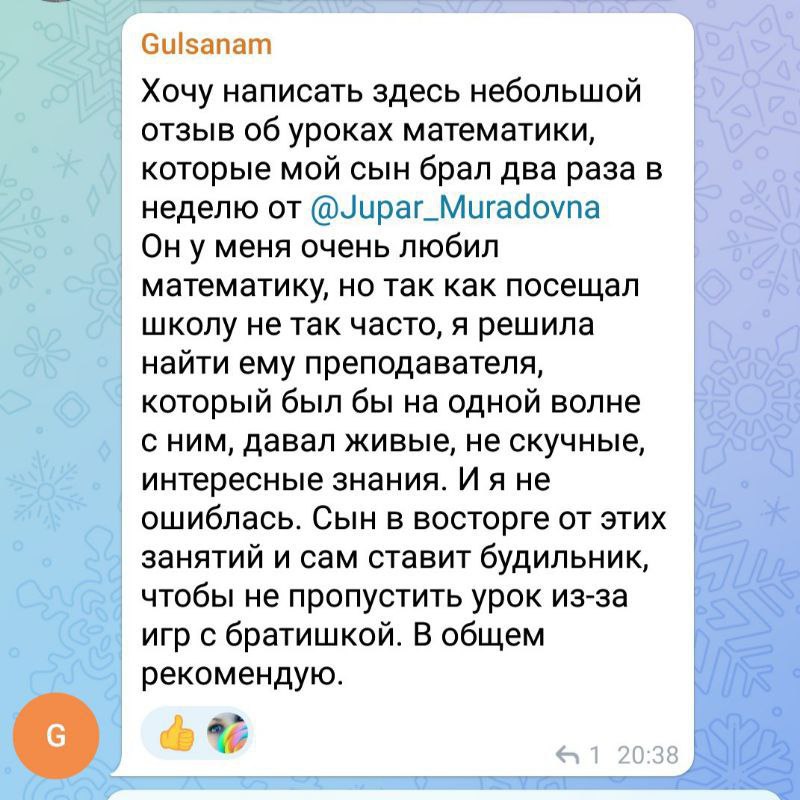 Gulsanam
Хочу написать здесь небольшой
отзыв об уроках математики,
которые мой сын брал два раза в
неделю от @Jupar_Muradovna
Он у меня очень любил
математику, но так как посещал
школу не так часто, я решила
найти ему преподавателя,
который был бы на одной волне
с ним, давал живые, не скучные,
интересные знания. И я не
ошиблась. Сын в восторге от этих
занятий и сам ставит будильник,
чтобы не пропустить урок из-за
игр с братишкой. В общем
рекомендую.
G
1 20:38